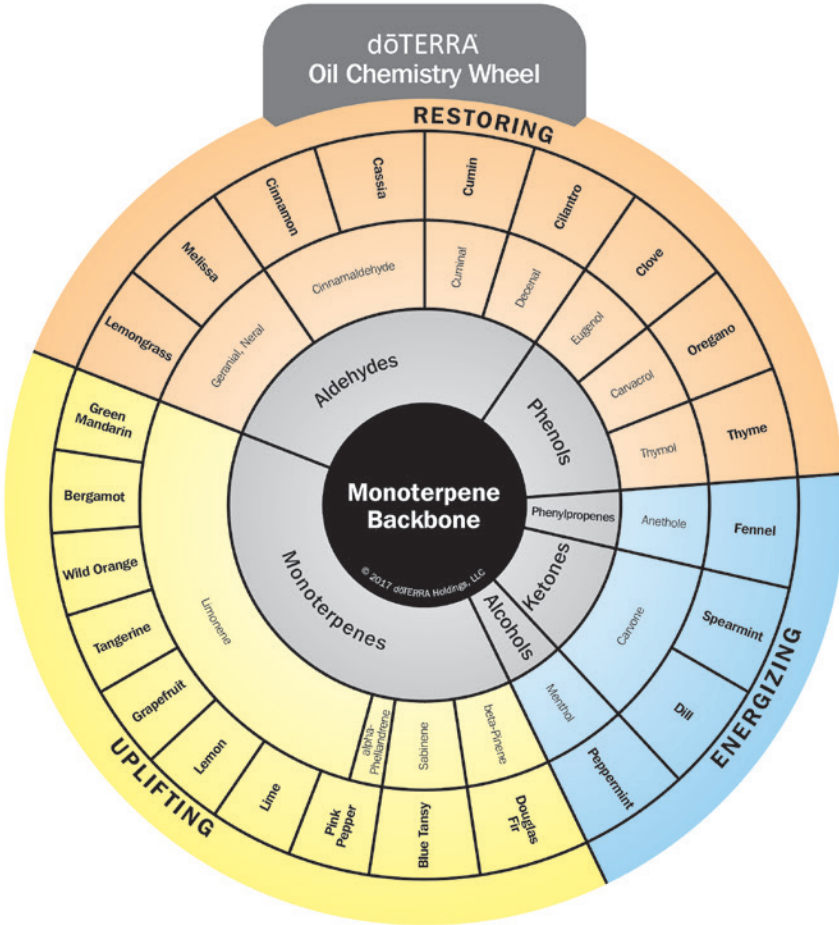 dōTERRA
Oil Chemistry Wheel
RESTORING
Lemongrass
Melissa
Cinnamon
Cassia
Cumin
Cilantro
Clove
Oregano
Thyme
Geranial, Neral
Cinnamaldehyde
Cuminal
Decenal
Eugenol
Carvacrol
Thymol
Aldehydes
Phenols
Monoterpene
Backbone
© 2017 dōTERRA Holdings, LLC
Phenylpropenes
Ketones
Alcohols
Monoterpenes
Anethole
Carvone
Menthol
Fennel
Spearmint
Dill
Peppermint
ENERGIZING
Limonene
alpha-
Phellandrene
Sabinene
beta-Pinene
Green
Mandarin
Bergamot
Wild Orange
Tangerine
Grapefruit
Lemon
Lime
Pink
Pepper
Blue Tansy
Douglas
Fir
UPLIFTING